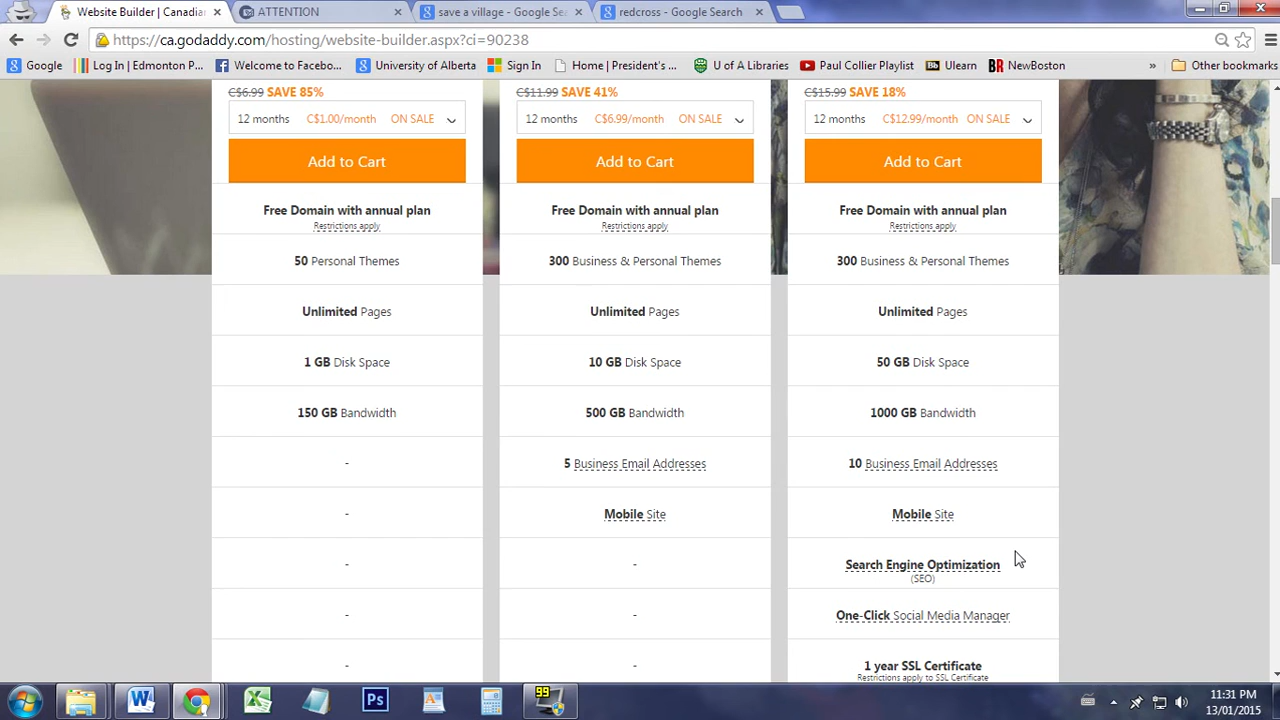 Website Builder | Canadian
ATTENTION
save a village - Google Sea
redcross - Google Search
https://ca.godaddy.com/hosting/website-builder.aspx?ci=90238
Google
Log In | Edmonton P...
Welcome to Facebo...
University of Alberta
Sign In
Home | President's ...
U of A Libraries
Paul Collier Playlist
Ulearn
NewBoston
»
Other bookmarks
C$6.99 SAVE 85%
12 months C$1.00/month ON SALE
Add to Cart
Free Domain with annual plan
Restrictions apply
50 Personal Themes
Unlimited Pages
1 GB Disk Space
150 GB Bandwidth
-
-
-
-
-
C$11.99 SAVE 41%
12 months C$6.99/month ON SALE
Add to Cart
Free Domain with annual plan
Restrictions apply
300 Business & Personal Themes
Unlimited Pages
10 GB Disk Space
500 GB Bandwidth
5 Business Email Addresses
Mobile Site
-
-
-
C$15.99 SAVE 18%
12 months C$12.99/month ON SALE
Add to Cart
Free Domain with annual plan
Restrictions apply
300 Business & Personal Themes
Unlimited Pages
50 GB Disk Space
1000 GB Bandwidth
10 Business Email Addresses
Mobile Site
Search Engine Optimization
(SEO)
One-Click Social Media Manager
1 year SSL Certificate
Restrictions apply to SSL Certificate
99
11:31 PM
13/01/2015